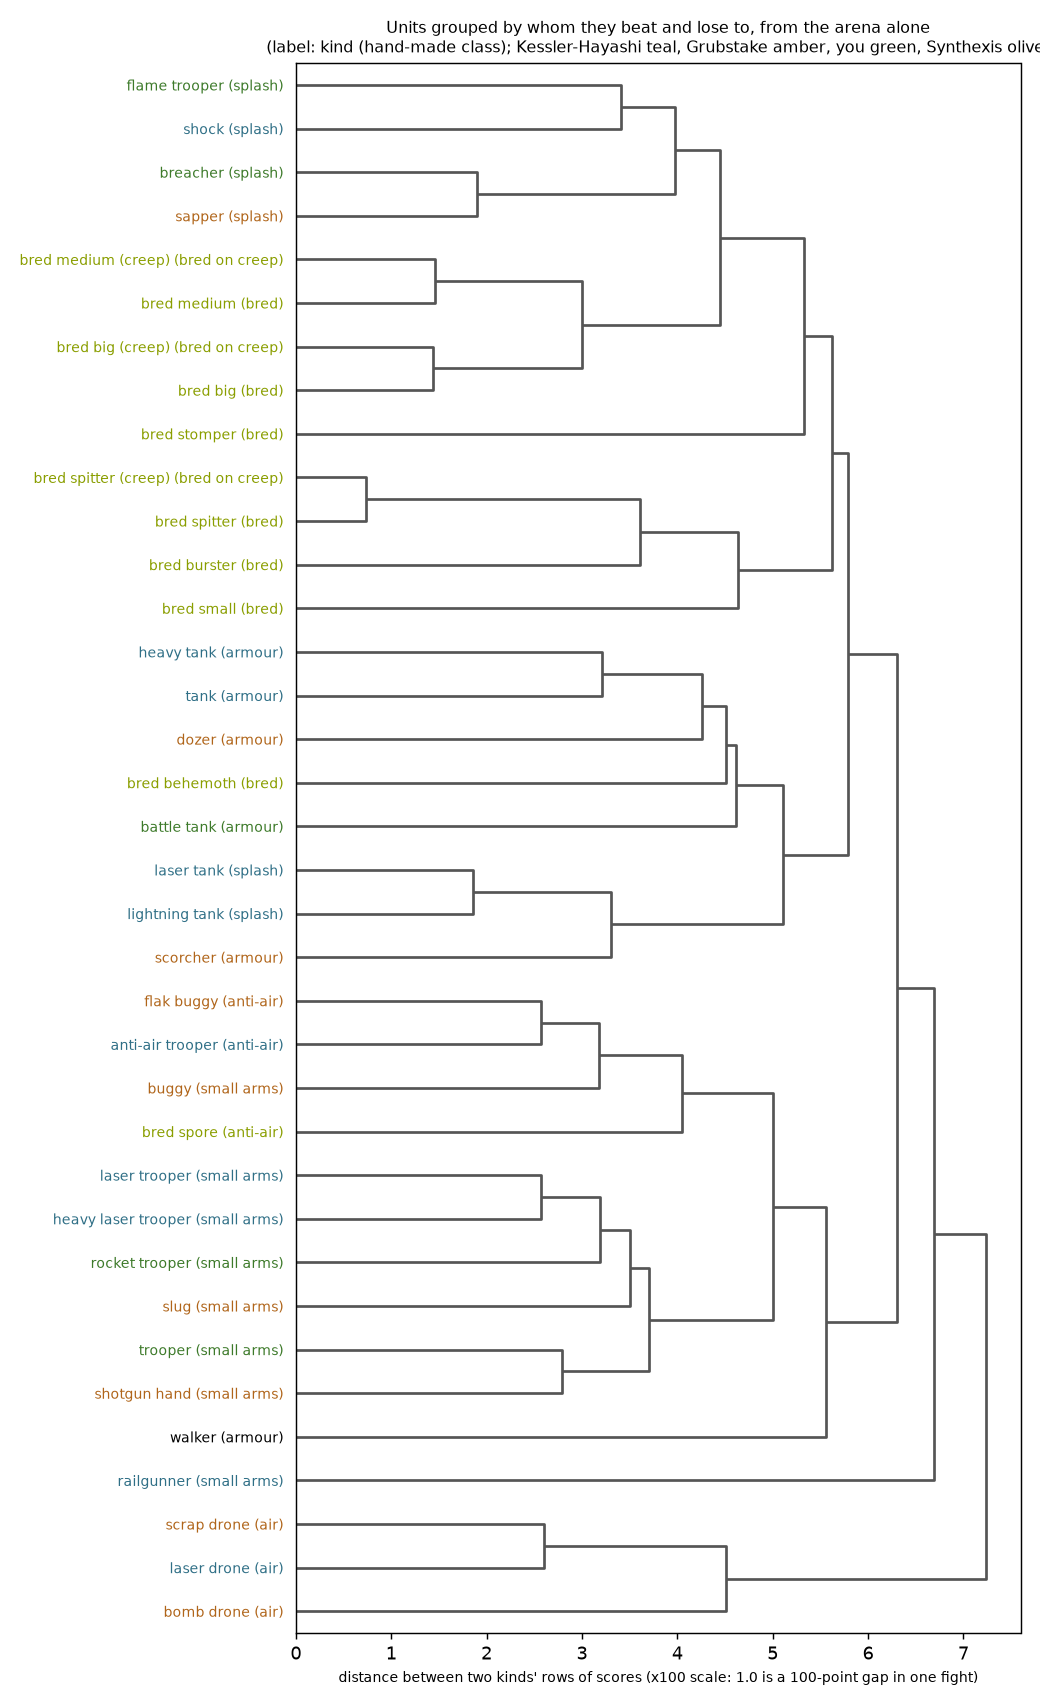 Units grouped by whom they beat and lose to, from the arena alone
(label: kind (hand-made class); Kessler-Hayashi teal, Grubstake amber, you green, Synthexis olive
flame trooper (splash)
shock (splash)
breacher (splash)
sapper (splash)
bred medium (creep) (bred on creep)
bred medium (bred)
bred big (creep) (bred on creep)
bred big (bred)
bred stomper (bred)
bred spitter (creep) (bred on creep)
bred spitter (bred)
bred burster (bred)
bred small (bred)
heavy tank (armour)
tank (armour)
dozer (armour)
bred behemoth (bred)
battle tank (armour)
laser tank (splash)
lightning tank (splash)
scorcher (armour)
flak buggy (anti-air)
anti-air trooper (anti-air)
buggy (small arms)
bred spore (anti-air)
laser trooper (small arms)
heavy laser trooper (small arms)
rocket trooper (small arms)
slug (small arms)
trooper (small arms)
shotgun hand (small arms)
walker (armour)
railgunner (small arms)
scrap drone (air)
laser drone (air)
bomb drone (air)
0 1 2 3 4 5 6 7
distance between two kinds' rows of scores (x100 scale: 1.0 is a 100-point gap in one fight)